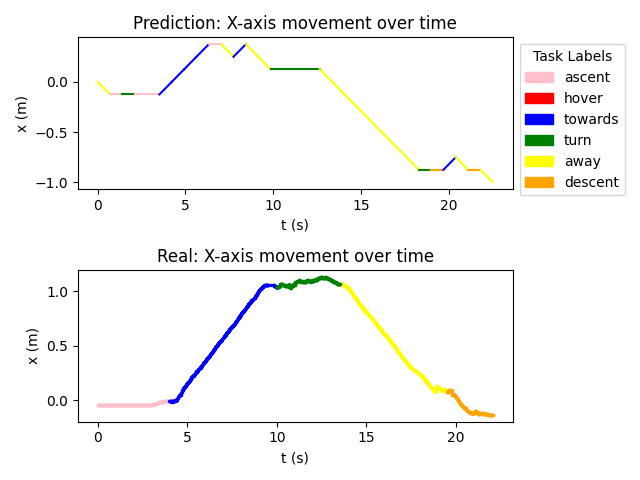 Prediction: X-axis movement over time
x (m)
0.0
−0.5
−1.0
0
5
10
15
20
t (s)
Task Labels
ascent
hover
towards
turn
away
descent
Real: X-axis movement over time
x (m)
1.0
0.5
0.0
0
5
10
15
20
t (s)